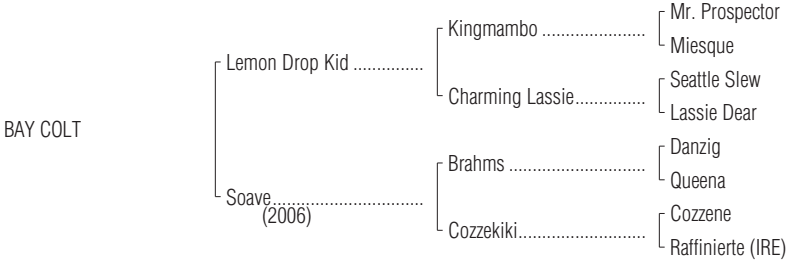 Mr. Prospector
Kingmambo ......................
Miesque
Lemon Drop Kid ...............
Seattle Slew
Charming Lassie...............
Lassie Dear
BAY COLT
Danzig
Brahms .............................
Queena
Soave................................
(2006)
Cozzene
Cozzekiki...........................
Raffinierte (IRE)